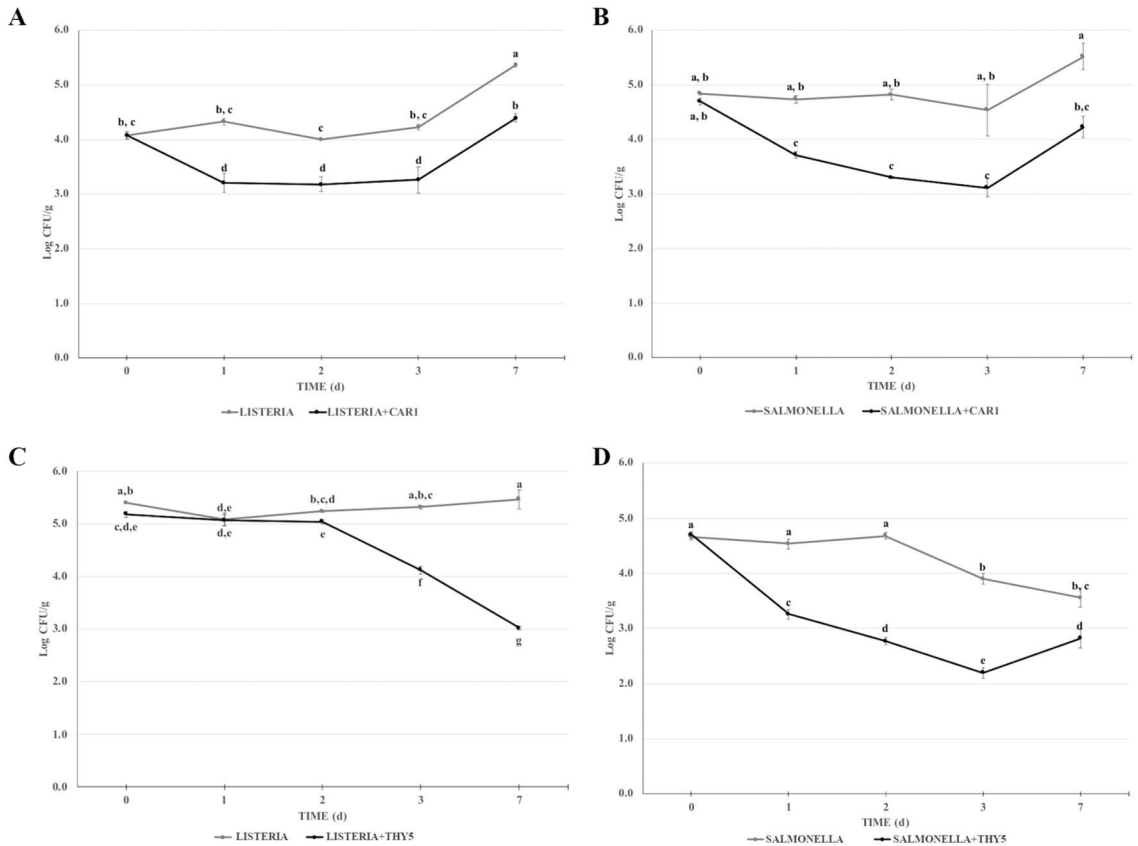 A
6.0
a
5.0
b, c
b, c
b, c
c
b
4.0
d
d
d
3.0
2.0
1.0
0.0
Log CFU/g
0 1 2 3 7
TIME (d)
LISTERIA LISTERIA+CAR1
B
6.0
a
a, b
a, b
a, b
a, b
5.0
a, b
b,c
4.0
c
c
c
3.0
2.0
1.0
0.0
Log CFU/g
0 1 2 3 7
TIME (d)
SALMONELLA SALMONELLA+CAR1
C
6.0
a,b
d,e
b,c,d
a,b,c
a
5.0
c,d,e
d,e
e
4.0
f
3.0
g
2.0
1.0
0.0
Log CFU/g
0 1 2 3 7
TIME (d)
LISTERIA LISTERIA+THY5
D
6.0
5.0
a
a
a
b
b, c
4.0
c
d
d
3.0
e
2.0
1.0
0.0
Log CFU/g
0 1 2 3 7
TIME (d)
SALMONELLA SALMONELLA+THY5